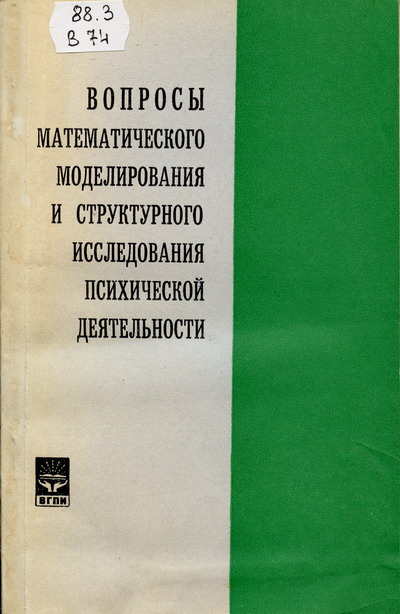 88.3
В 74
ВОПРОСЫ
МАТЕМАТИЧЕСКОГО
МОДЕЛИРОВАНИЯ
И СТРУКТУРНОГО
ИССЛЕДОВАНИЯ
ПСИХИЧЕСКОЙ
ДЕЯТЕЛЬНОСТИ
ВГПИ